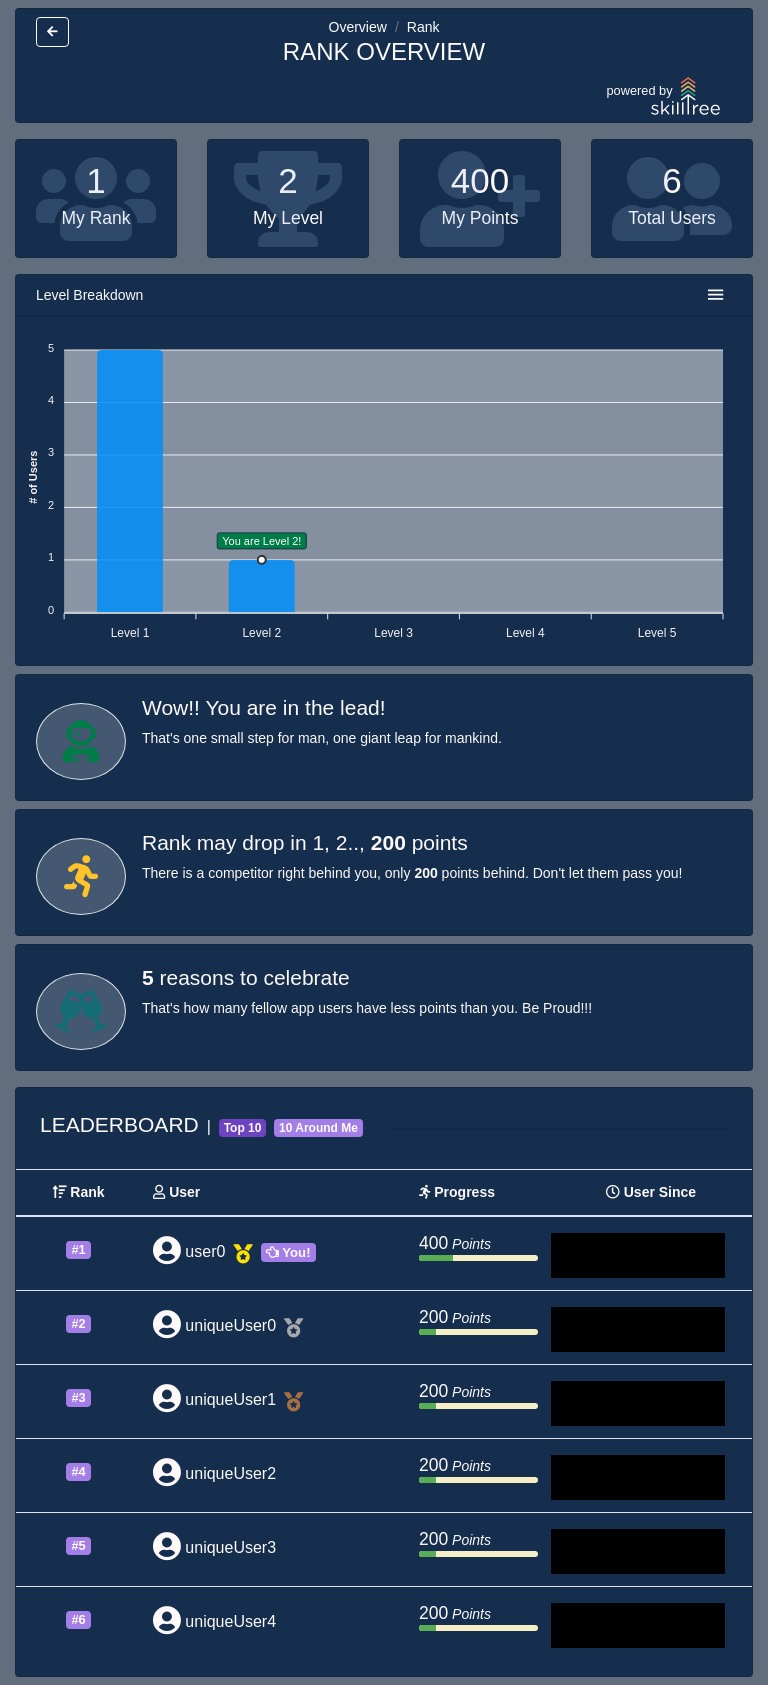 Overview / Rank
RANK OVERVIEW
powered by
skilltree
1
My Rank
2
My Level
400
My Points
6
Total Users
Level Breakdown
5
4
3
2
1
0
# of Users
You are Level 2!
Level 1 Level 2 Level 3 Level 4 Level 5
Wow!! You are in the lead!
That's one small step for man, one giant leap for mankind.
Rank may drop in 1, 2.., 200 points
There is a competitor right behind you, only 200 points behind. Don't let them pass you!
5 reasons to celebrate
That's how many fellow app users have less points than you. Be Proud!!!
LEADERBOARD | Top 10 10 Around Me
Rank User Progress User Since
#1 user0 You! 400 Points
#2 uniqueUser0 200 Points
#3 uniqueUser1 200 Points
#4 uniqueUser2 200 Points
#5 uniqueUser3 200 Points
#6 uniqueUser4 200 Points